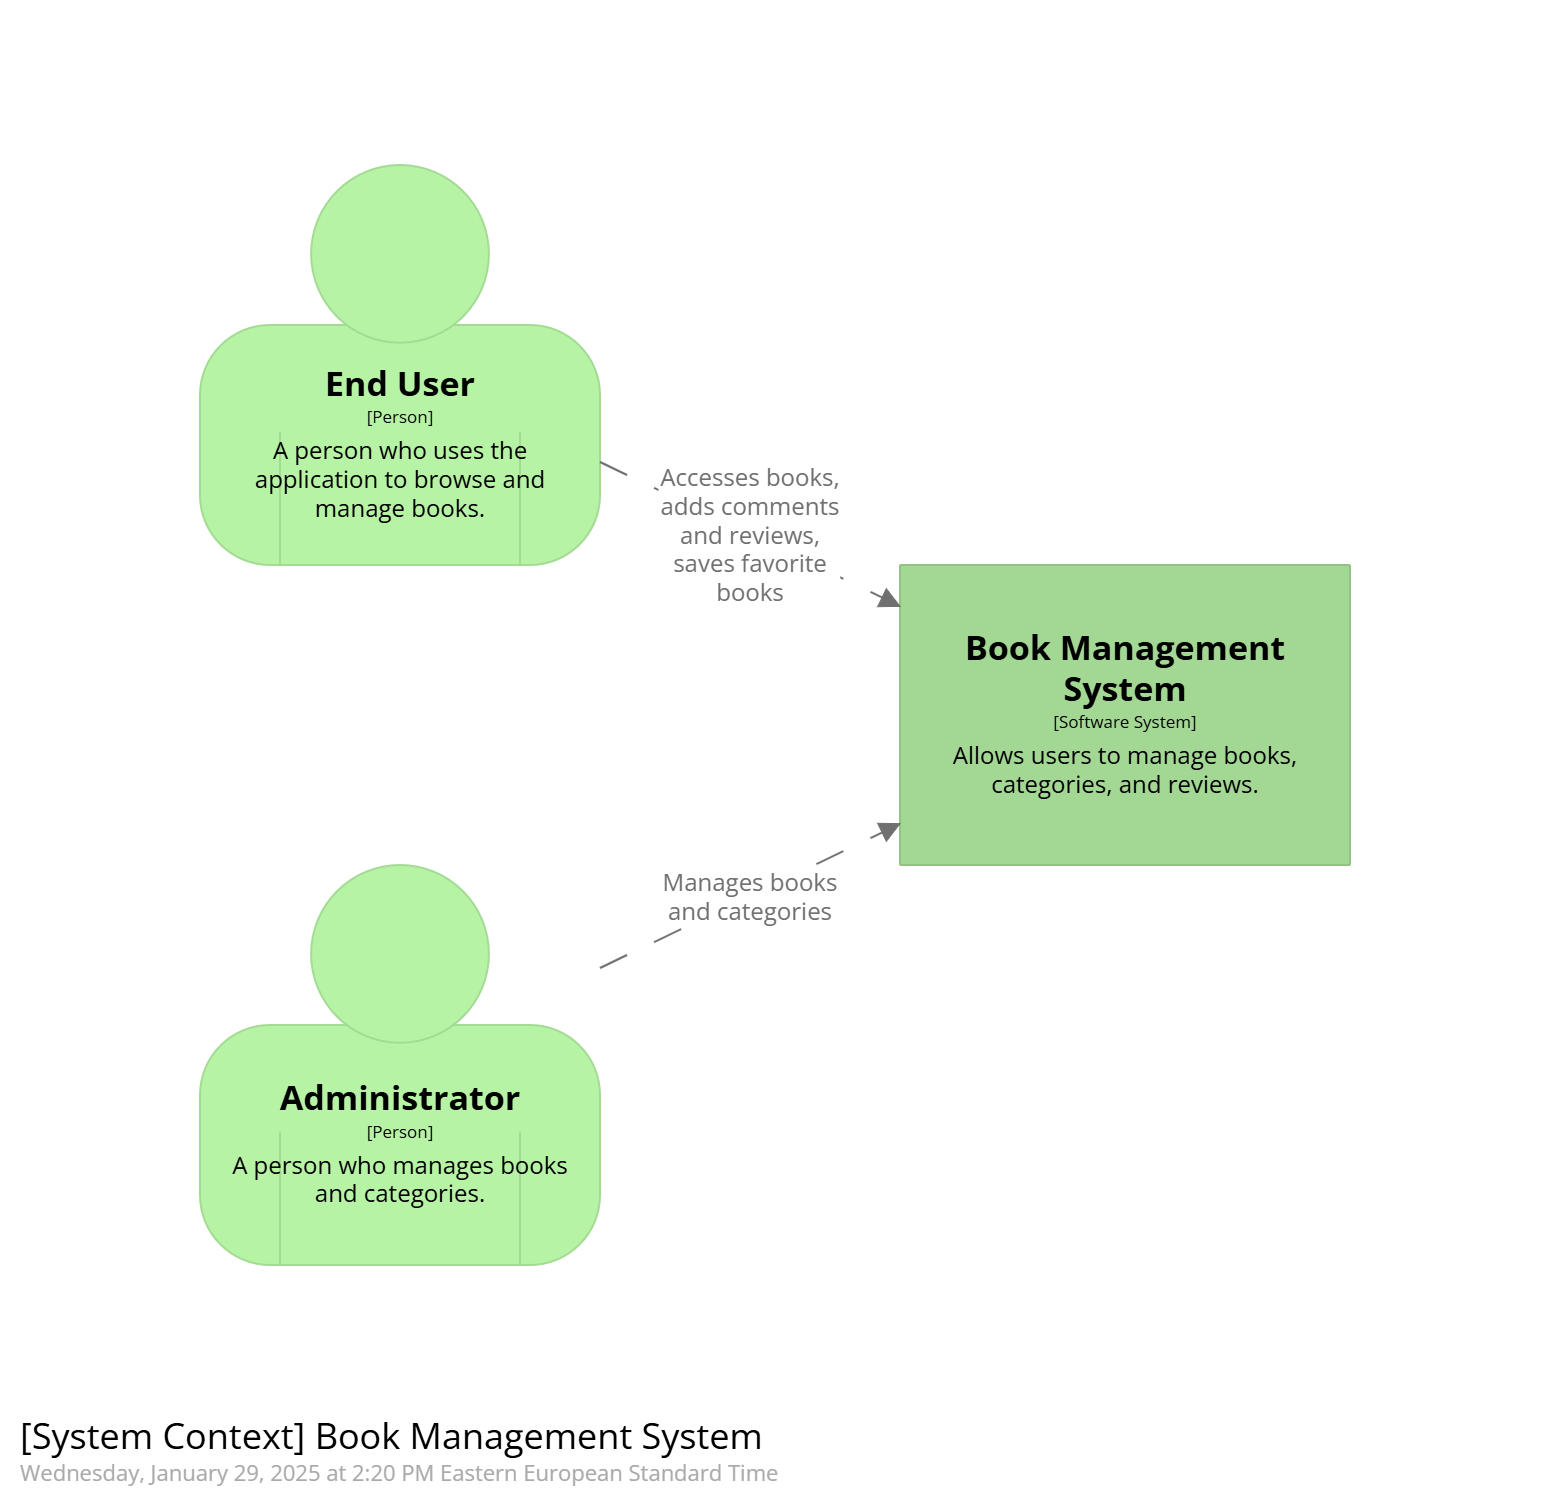 End User
[Person]
A person who uses the
application to browse and
manage books.
Accesses books,
adds comments
and reviews,
saves favorite
books
Book Management
System
[Software System]
Allows users to manage books,
categories, and reviews.
Manages books
and categories
Administrator
[Person]
A person who manages books
and categories.
[System Context] Book Management System
Wednesday, January 29, 2025 at 2:20 PM Eastern European Standard Time